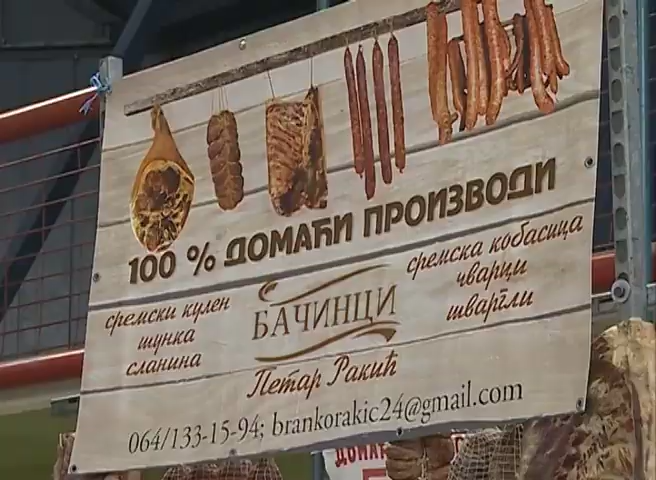 100 % ДОМАЋИ ПРОИЗВОДИ
сремски кулен
шунка
сланина
БАЧИНЦИ
Петар Ракић
сремска кобасица
чварци
шваргли
064/133-15-94; brankorakic24@gmail.com